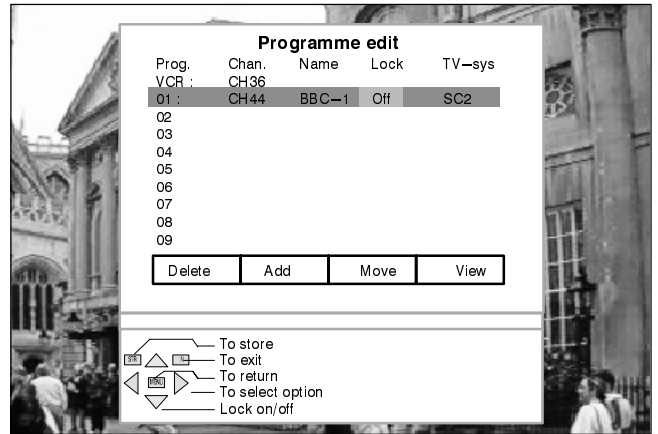 Programme edit
Prog. Chan. Name Lock TV–sys
VCR : CH36
01 : CH44 BBC–1 Off SC2
02
03
04
05
06
07
08
09
Delete Add Move View
To store
STR N To exit
MENU To return
To select option
Lock on/off